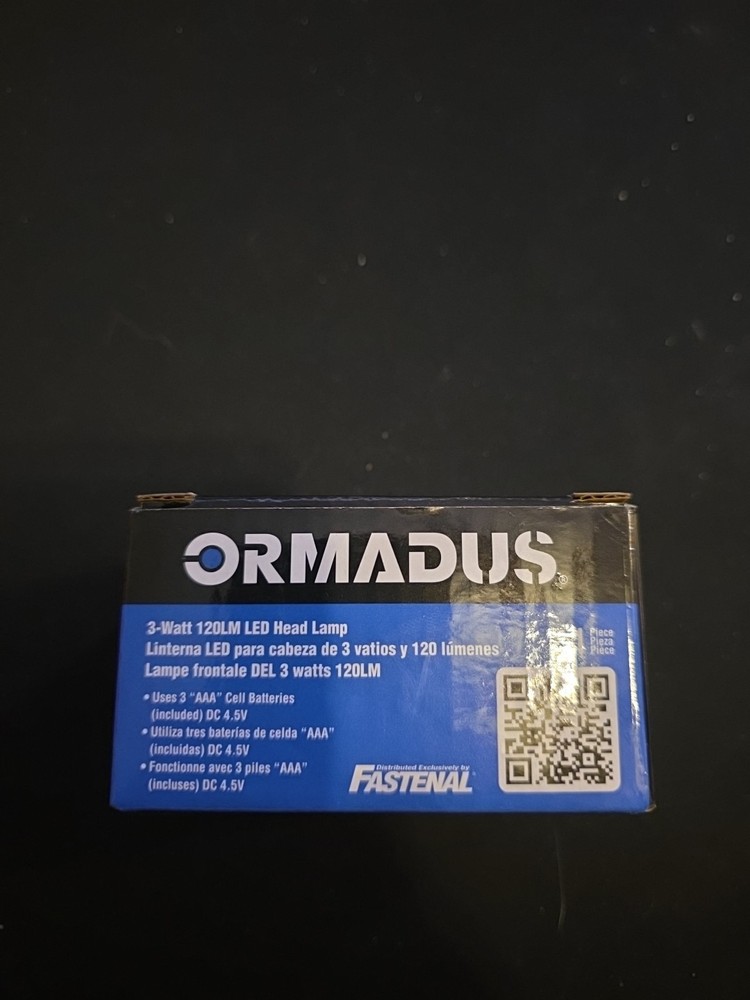 ORMADUS®
3-Watt 120LM LED Head Lamp
Linterna LED para cabeza de 3 vatios y 120 lúmenes
Lampe frontale DEL 3 watts 120LM
1 Piece
Pieza
Pièce
• Uses 3 “AAA” Cell Batteries
(included) DC 4.5V
• Utiliza tres baterías de celda “AAA”
(incluidas) DC 4.5V
• Fonctionne avec 3 piles “AAA”
(incluses) DC 4.5V
Distributed Exclusively by
FASTENAL®